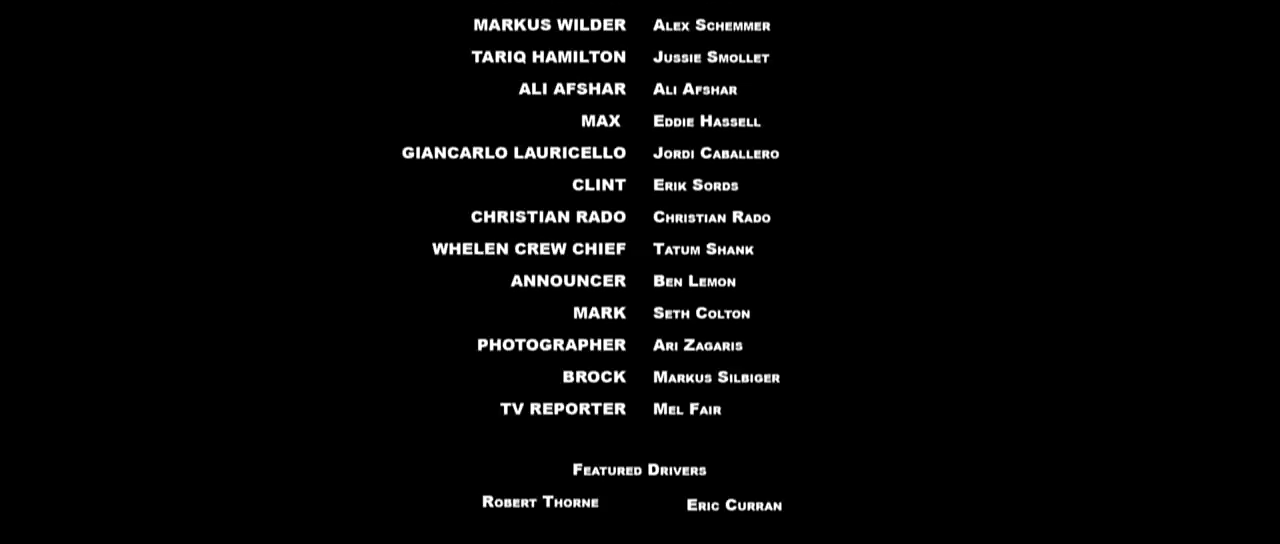 MARKUS WILDER Alex Schemmer
TARIQ HAMILTON Jussie Smollet
ALI AFSHAR Ali Afshar
MAX Eddie Hassell
GIANCARLO LAURICELLO Jordi Caballero
CLINT Erik Sords
CHRISTIAN RADO Christian Rado
WHELEN CREW CHIEF Tatum Shank
ANNOUNCER Ben Lemon
MARK Seth Colton
PHOTOGRAPHER Ari Zagaris
BROCK Markus Silbiger
TV REPORTER Mel Fair
Featured Drivers
Robert Thorne Eric Curran